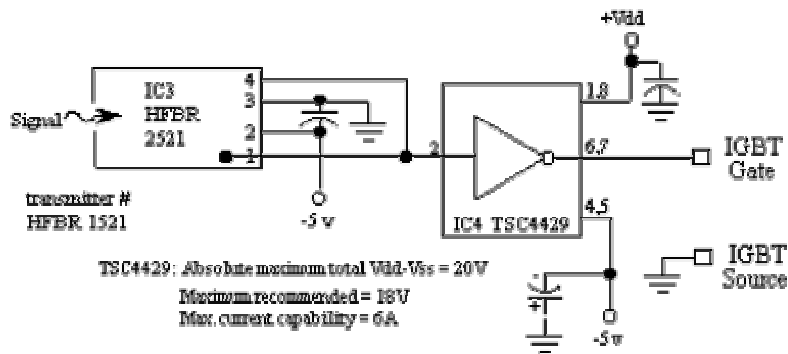 +Vdd
IC3
HFBR
2521
4
3
2
1
Signal
transmitter #
HFBR 1521
-5 v
2
1,8
6,7
4,5
IC4 TSC4429
IGBT
Gate
IGBT
Source
TSC4429: Absolute maximum total Vdd-Vss = 20V
Maximum recommended = 18V
Max. current capability = 6A
-
+
-5 v